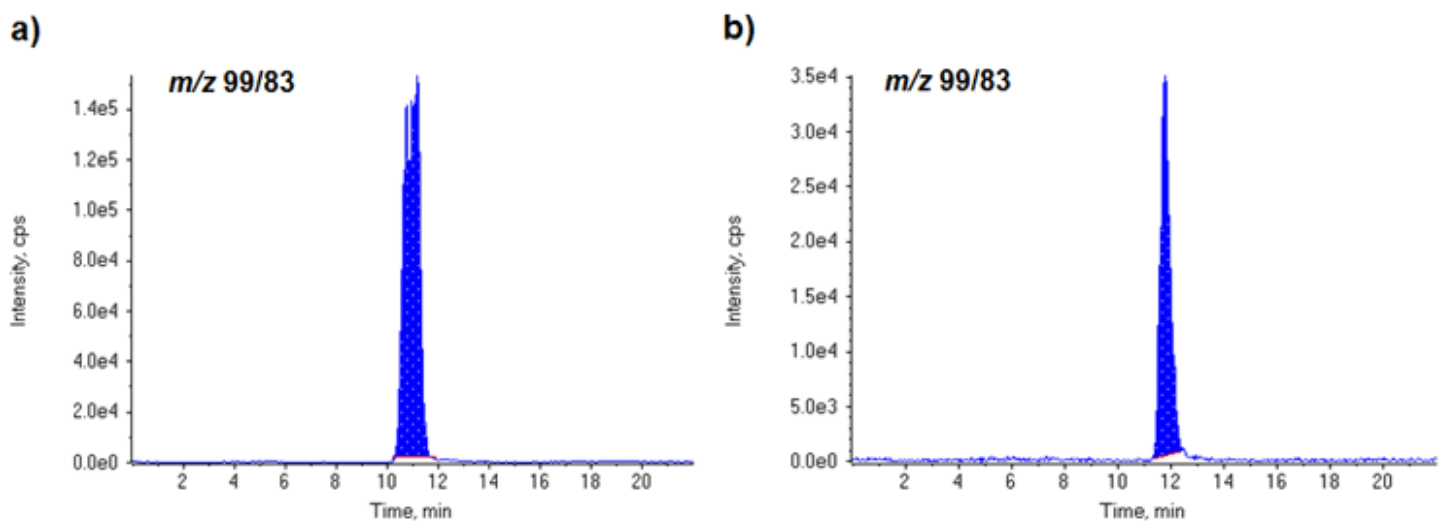 a)
m/z 99/83
1.4e5
1.2e5
1.0e5
8.0e4
6.0e4
4.0e4
2.0e4
0.0e0
Intensity, cps
2 4 6 8 10 12 14 16 18 20
Time, min
b)
m/z 99/83
3.5e4
3.0e4
2.5e4
2.0e4
1.5e4
1.0e4
5.0e3
0.0e0
Intensity, cps
2 4 6 8 10 12 14 16 18 20
Time, min